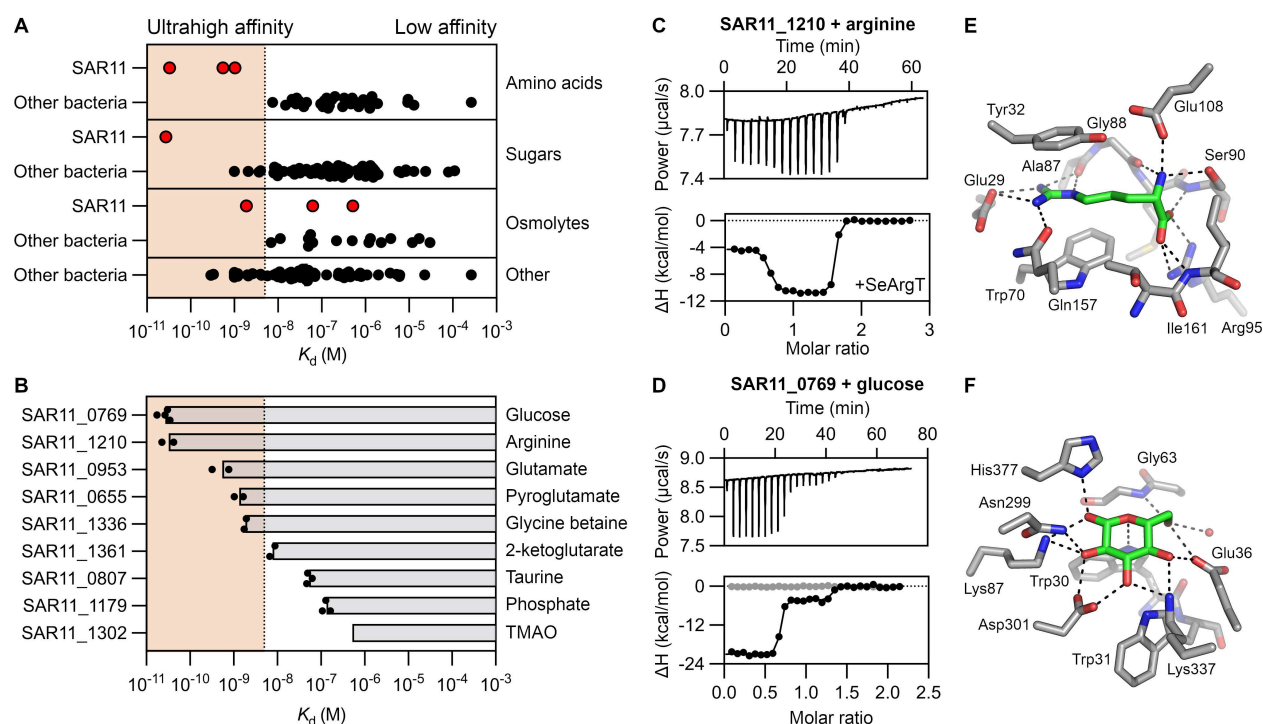 A
Ultrahigh affinity
Low affinity
SAR11
Other bacteria
Amino acids
SAR11
Other bacteria
Sugars
SAR11
Other bacteria
Osmolytes
Other bacteria
Other
10⁻¹¹ 10⁻¹⁰ 10⁻⁹ 10⁻⁸ 10⁻⁷ 10⁻⁶ 10⁻⁵ 10⁻⁴ 10⁻³
Kd (M)
B
SAR11_0769 Glucose
SAR11_1210 Arginine
SAR11_0953 Glutamate
SAR11_0655 Pyroglutamate
SAR11_1336 Glycine betaine
SAR11_1361 2-ketoglutarate
SAR11_0807 Taurine
SAR11_1179 Phosphate
SAR11_1302 TMAO
10⁻¹¹ 10⁻¹⁰ 10⁻⁹ 10⁻⁸ 10⁻⁷ 10⁻⁶ 10⁻⁵ 10⁻⁴ 10⁻³
Kd (M)
C
SAR11_1210 + arginine
Time (min)
0 20 40 60
Power (µcal/s)
8.0
7.7
7.4
ΔH (kcal/mol)
0
-4
-8
-12
+SeArgT
0 1 2 3
Molar ratio
D
SAR11_0769 + glucose
Time (min)
0 20 40 60 80
Power (µcal/s)
9.0
8.5
8.0
7.5
ΔH (kcal/mol)
0
-12
-24
0.0 0.5 1.0 1.5 2.0 2.5
Molar ratio
E
Glu108
Tyr32
Gly88
Ser90
Ala87
Glu29
Trp70
Gln157
Ile161
Arg95
F
His377
Gly63
Asn299
Glu36
Lys87
Trp30
Asp301
Trp31
Lys337